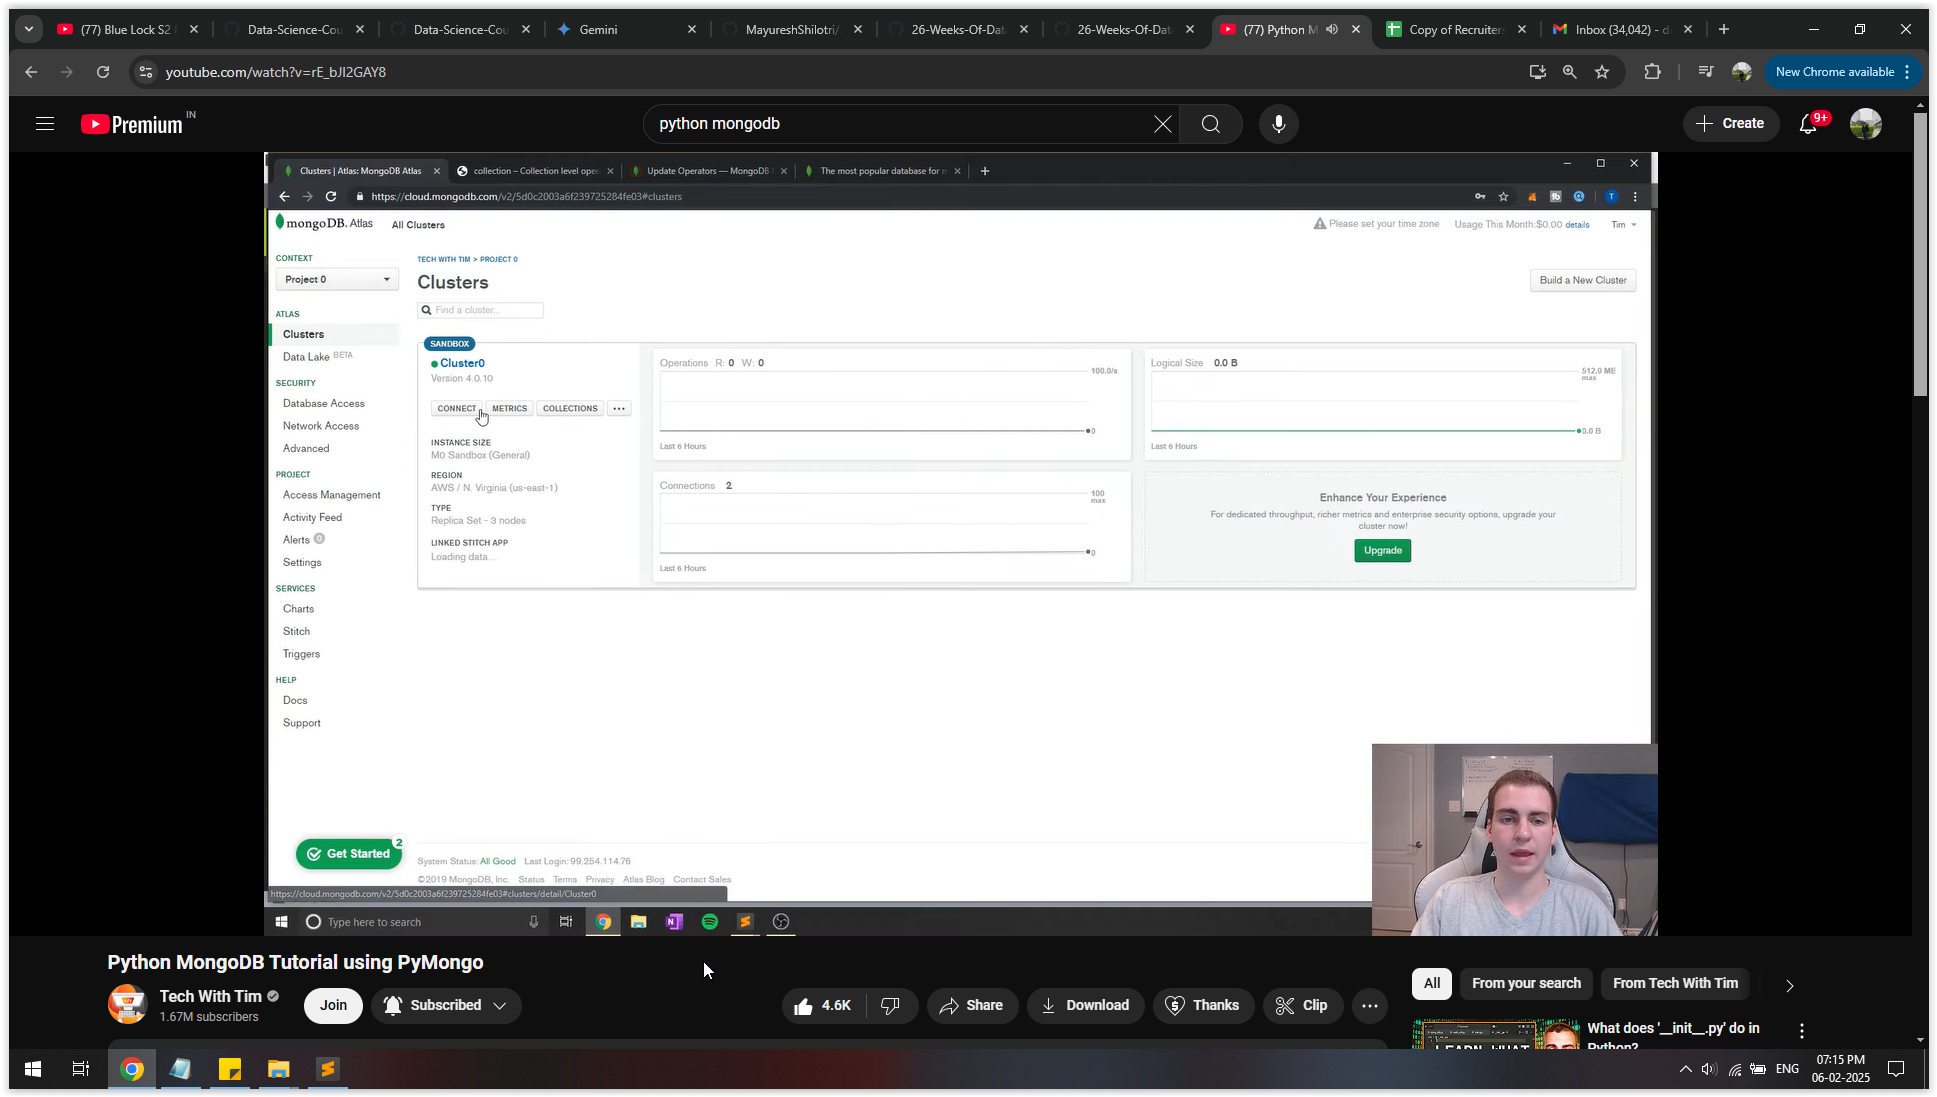 (77) Blue Lock S2
Data-Science-Cou
Data-Science-Cou
Gemini
MayureshShilotri/
26-Weeks-Of-Dat
26-Weeks-Of-Dat
(77) Python M
Copy of Recruiter
Inbox (34,042) - d
youtube.com/watch?v=rE_bJl2GAY8
New Chrome available
Premium IN
python mongodb
Create
9+
Clusters | Atlas: MongoDB Atlas
collection – Collection level oper
Update Operators — MongoDB
The most popular database for m
https://cloud.mongodb.com/v2/5d0c2003a6f239725284fe03#clusters
mongoDB. Atlas
All Clusters
Please set your time zone
Usage This Month:$0.00 details
Tim
CONTEXT
Project 0
ATLAS
Clusters
Data Lake BETA
SECURITY
Database Access
Network Access
Advanced
PROJECT
Access Management
Activity Feed
Alerts 0
Settings
SERVICES
Charts
Stitch
Triggers
HELP
Docs
Support
Get Started
2
TECH WITH TIM > PROJECT 0
Clusters
Build a New Cluster
Find a cluster...
SANDBOX
Cluster0
Version 4.0.10
CONNECT
METRICS
COLLECTIONS
INSTANCE SIZE
M0 Sandbox (General)
REGION
AWS / N. Virginia (us-east-1)
TYPE
Replica Set - 3 nodes
LINKED STITCH APP
Loading data...
Operations R: 0 W: 0
100.0/s
0
Last 6 Hours
Logical Size 0.0 B
512.0 MB
max
0.0 B
Last 6 Hours
Connections 2
100
max
0
Last 6 Hours
Enhance Your Experience
For dedicated throughput, richer metrics and enterprise security options, upgrade your
cluster now!
Upgrade
System Status: All Good Last Login: 99.254.114.76
©2019 MongoDB, Inc. Status Terms Privacy Atlas Blog Contact Sales
https://cloud.mongodb.com/v2/5d0c2003a6f239725284fe03#clusters/detail/Cluster0
Type here to search
Python MongoDB Tutorial using PyMongo
Tech With Tim
1.67M subscribers
Join
Subscribed
4.6K
Share
Download
Thanks
Clip
All
From your search
From Tech With Tim
What does '__init__.py' do in
Python?
LEARN WHAT
ENG
07:15 PM
06-02-2025